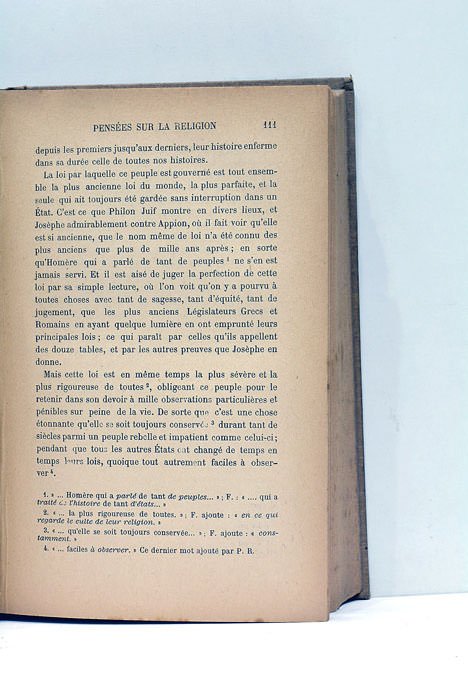 PENSÉES SUR LA RELIGION 111
depuis les premiers jusqu'aux derniers, leur histoire enferme
dans sa durée celle de toutes nos histoires.
La loi par laquelle ce peuple est gouverné est tout ensem-
ble la plus ancienne loi du monde, la plus parfaite, et la
seule qui ait toujours été gardée sans interruption dans un
État. C'est ce que Philon Juif montre en divers lieux, et
Josèphe admirablement contre Appion, où il fait voir qu'elle
est si ancienne, que le nom même de loi n'a été connu des
plus anciens que plus de mille ans après ; en sorte
qu'Homère qui a parlé de tant de peuples ¹ ne s'en est
jamais servi. Et il est aisé de juger la perfection de cette
loi par sa simple lecture, où l'on voit qu'on y a pourvu à
toutes choses avec tant de sagesse, tant d'équité, tant de
jugement, que les plus anciens Législateurs Grecs et
Romains en ayant quelque lumière en ont emprunté leurs
principales lois ; ce qui paraît par celles qu'ils appellent
des douze tables, et par les autres preuves que Josèphe en
donne.
Mais cette loi est en même temps la plus sévère et la
plus rigoureuse de toutes ², obligeant ce peuple pour le
retenir dans son devoir à mille observations particulières et
pénibles sur peine de la vie. De sorte que c'est une chose
étonnante qu'elle se soit toujours conservée ³ durant tant de
siècles parmi un peuple rebelle et impatient comme celui-ci ;
pendant que tous les autres États ont changé de temps en
temps leurs lois, quoique tout autrement faciles à obser-
ver ⁴.
1. « ... Homère qui a parlé de tant de peuples... » ; F. : « ..., qui a
traité de l'histoire de tant d'états... »
2. « ... la plus rigoureuse de toutes. » ; F. ajoute : « en ce qui
regarde le culte de leur religion. »
3. « ... qu'elle se soit toujours conservée... » ; F. ajoute : « cons-
tamment. »
4. « ... faciles à observer. » Ce dernier mot ajouté par P. R.